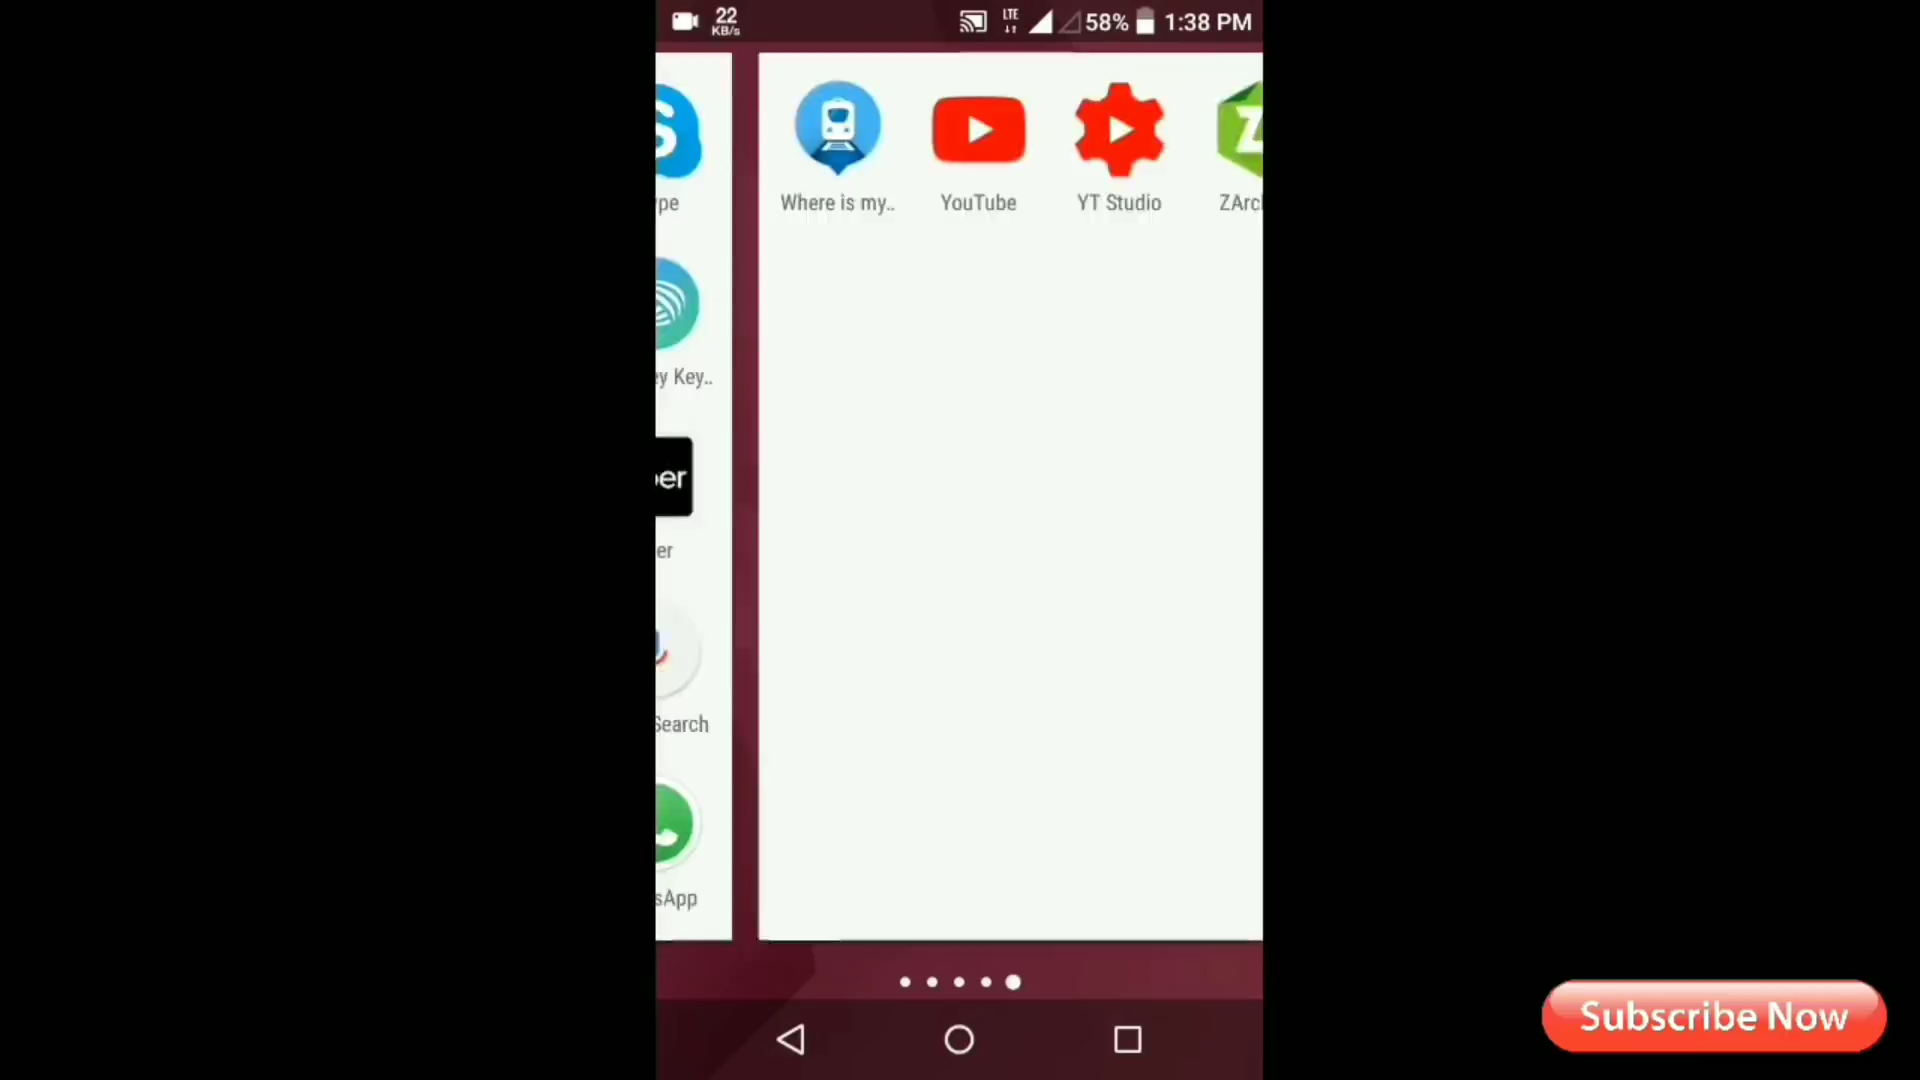 22
KB/s
LTE
58%
1:38 PM
S
Where is my..
YouTube
YT Studio
Z
ZArc
pe
y Key..
er
er
Search
sApp
Subscribe Now